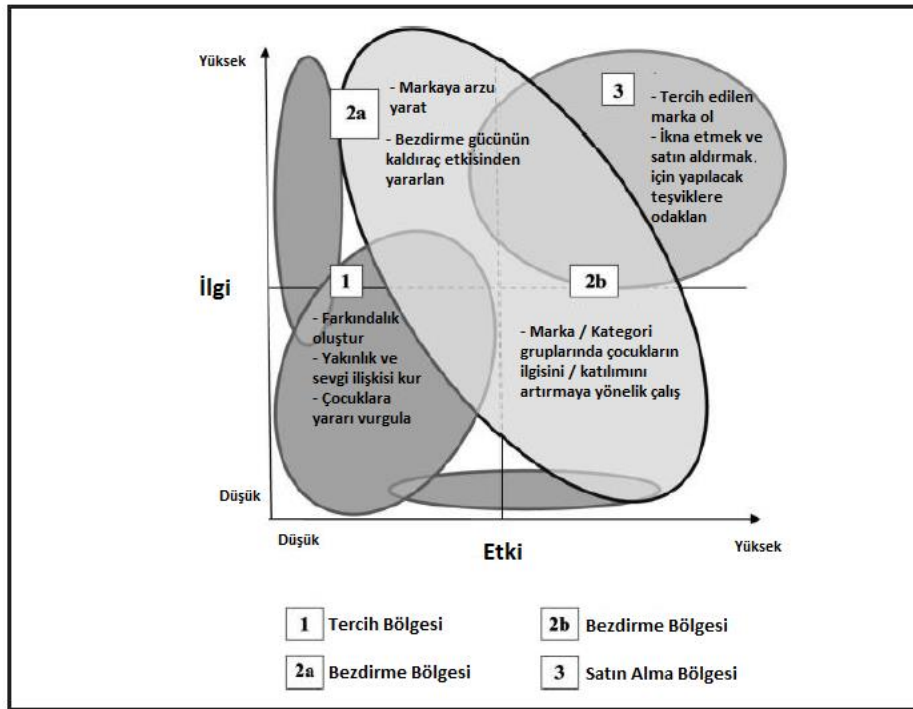 Yüksek
2a
- Markaya arzu
yarat
- Bezdirme gücünün
kaldıraç etkisinden
yararlan
3
- Tercih edilen
marka ol
- İkna etmek ve
satın aldırmak.
için yapılacak
teşviklere
odaklan
İlgi
1
- Farkındalık
oluştur
- Yakınlık ve
sevgi ilişkisi kur
- Çocuklara
yararı vurgula
2b
- Marka / Kategori
gruplarında çocukların
ilgisini / katılımını
artırmaya yönelik çalış
Düşük
Düşük
Etki
Yüksek
1 Tercih Bölgesi
2b Bezdirme Bölgesi
2a Bezdirme Bölgesi
3 Satın Alma Bölgesi